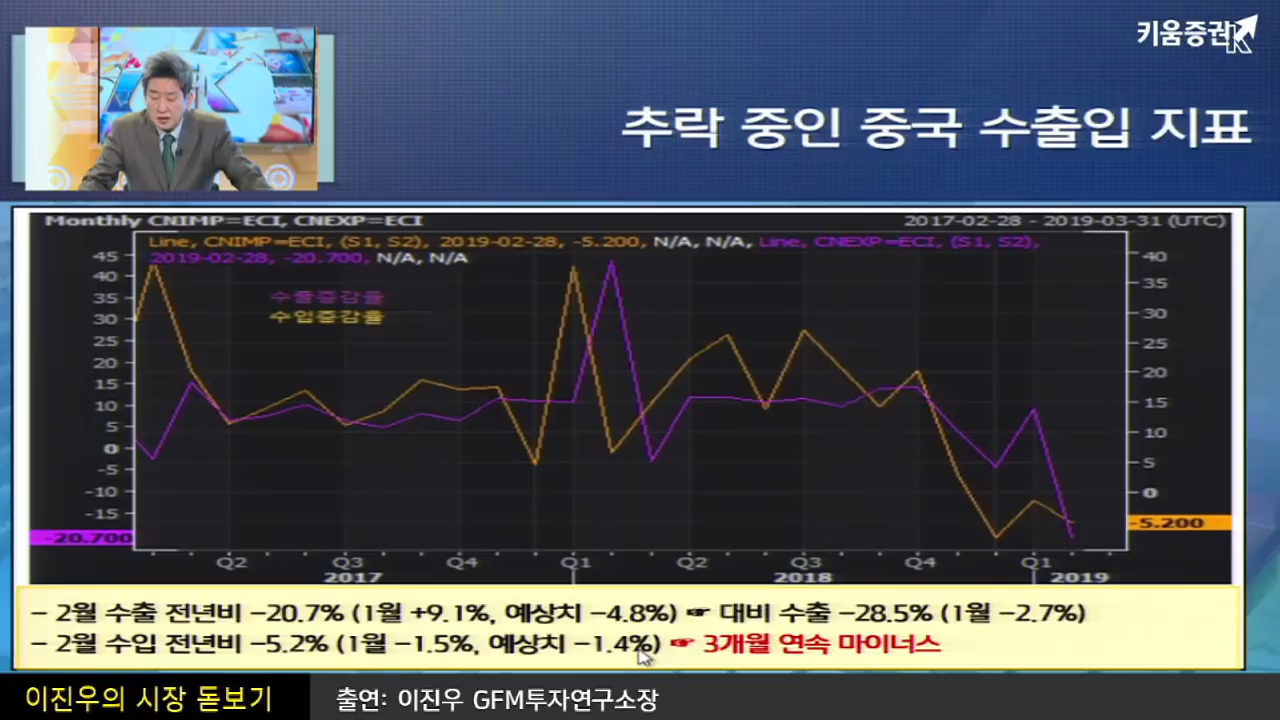 키움증권
추락 중인 중국 수출입 지표
Monthly CNIMP=ECI, CNEXP=ECI
2017-02-28 - 2019-03-31 (UTC)
Line, CNIMP=ECI, (S1, S2), 2019-02-28, -5.200, N/A, N/A, Line, CNEXP=ECI, (S1, S2),
2019-02-28, -20.700, N/A, N/A
수출증감률
수입증감률
45
40
35
30
25
20
15
10
5
0
-5
-10
-15
-20.700
40
35
30
25
20
15
10
5
0
-5.200
Q2 Q3 Q4 Q1 Q2 Q3 Q4 Q1
2017 2018 2019
- 2월 수출 전년비 -20.7% (1월 +9.1%, 예상치 -4.8%) ☞ 대비 수출 -28.5% (1월 -2.7%)
- 2월 수입 전년비 -5.2% (1월 -1.5%, 예상치 -1.4%) ☞ 3개월 연속 마이너스
이진우의 시장 돋보기
출연: 이진우 GFM투자연구소장